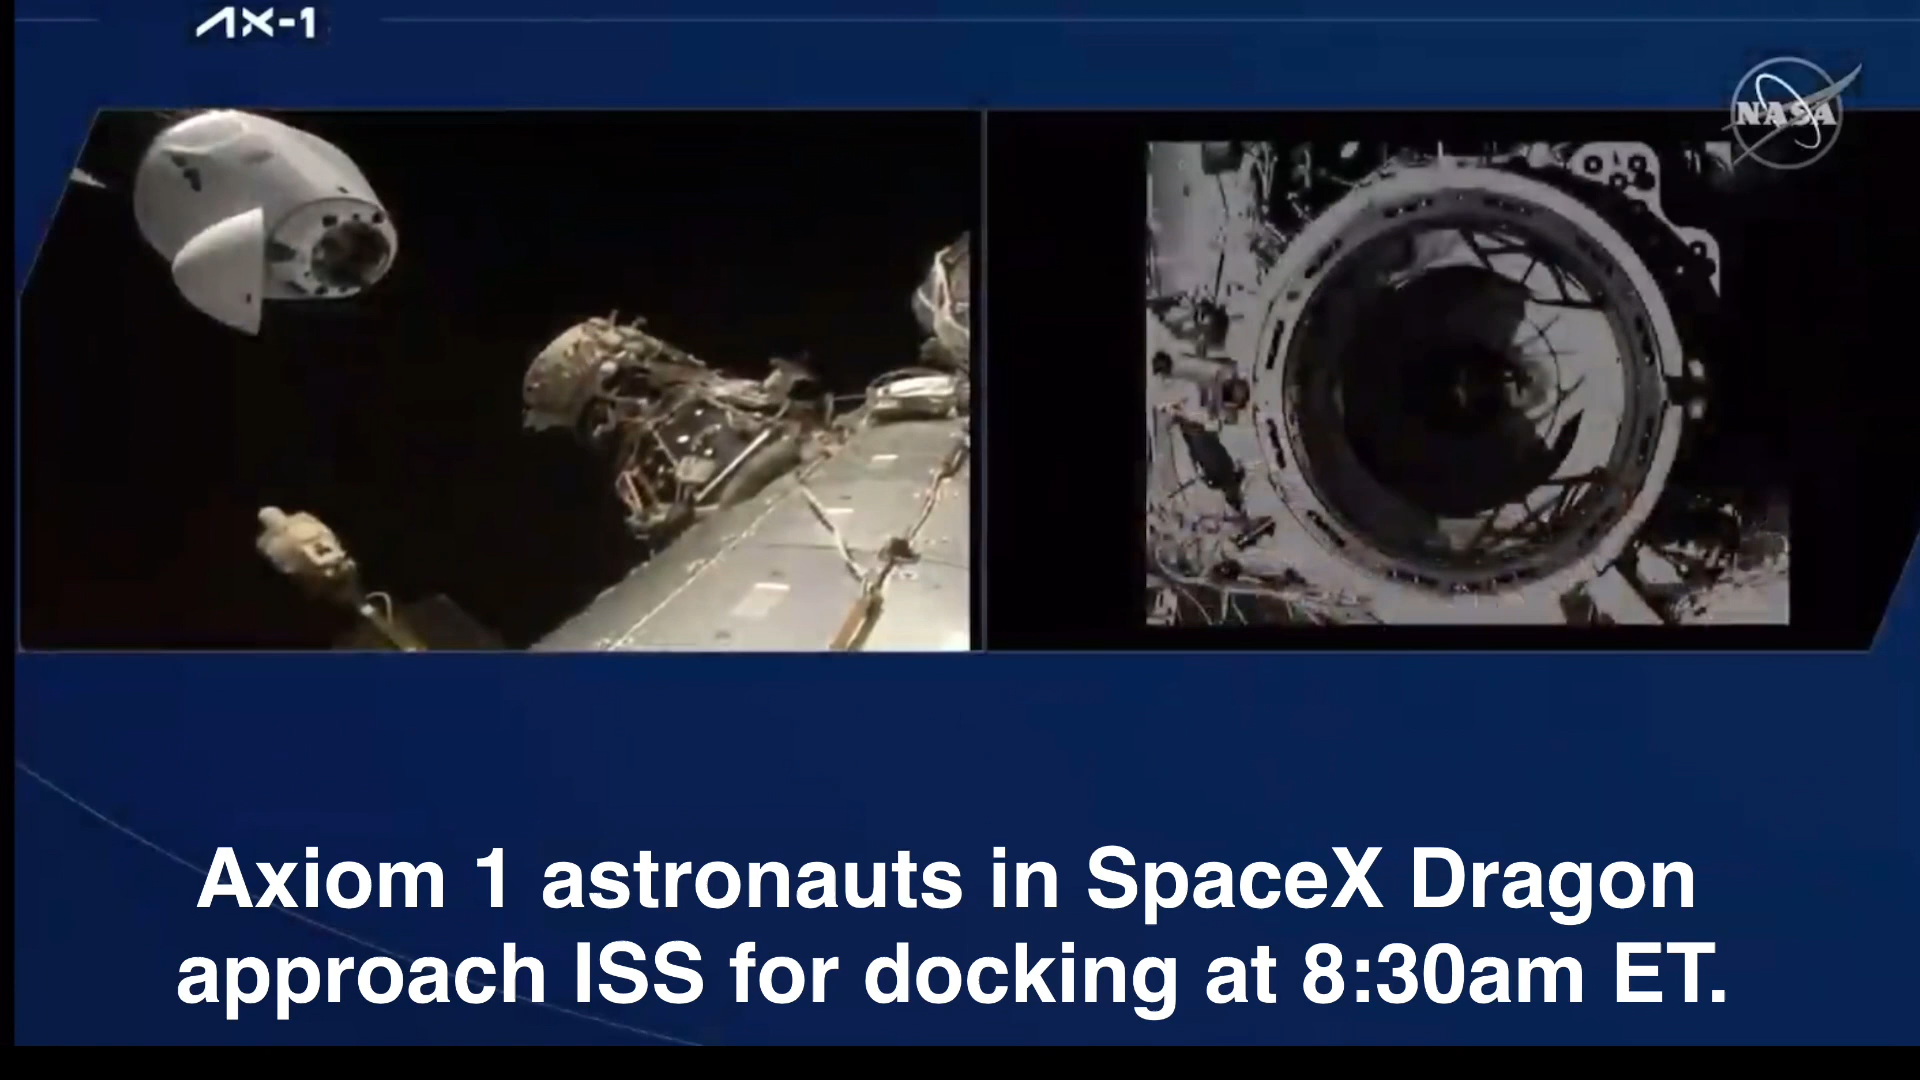 AX-1
NASA
Axiom 1 astronauts in SpaceX Dragon
approach ISS for docking at 8:30am ET.